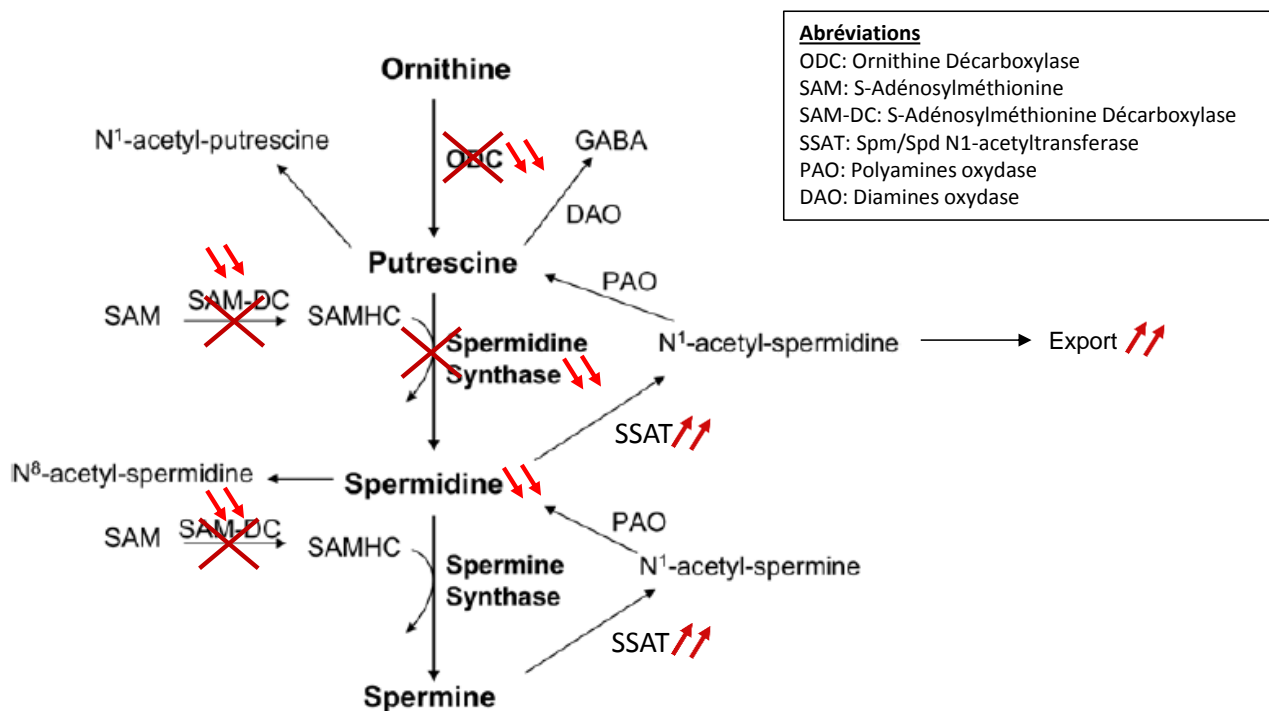 Abréviations
ODC: Ornithine Décarboxylase
SAM: S-Adénosylméthionine
SAM-DC: S-Adénosylméthionine Décarboxylase
SSAT: Spm/Spd N1-acetyltransferase
PAO: Polyamines oxydase
DAO: Diamines oxydase
Ornithine
N¹-acetyl-putrescine
ODC
GABA
DAO
Putrescine
PAO
SAM
SAM-DC
SAMHC
Spermidine
Synthase
N¹-acetyl-spermidine
Export
SSAT
N⁸-acetyl-spermidine
Spermidine
PAO
SAM
SAM-DC
SAMHC
Spermine
Synthase
N¹-acetyl-spermine
SSAT
Spermine